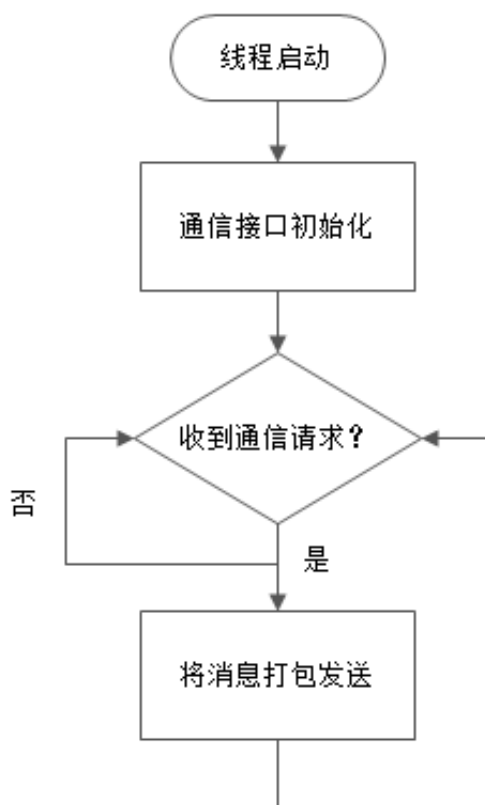 线程启动
通信接口初始化
收到通信请求？
否
是
将消息打包发送